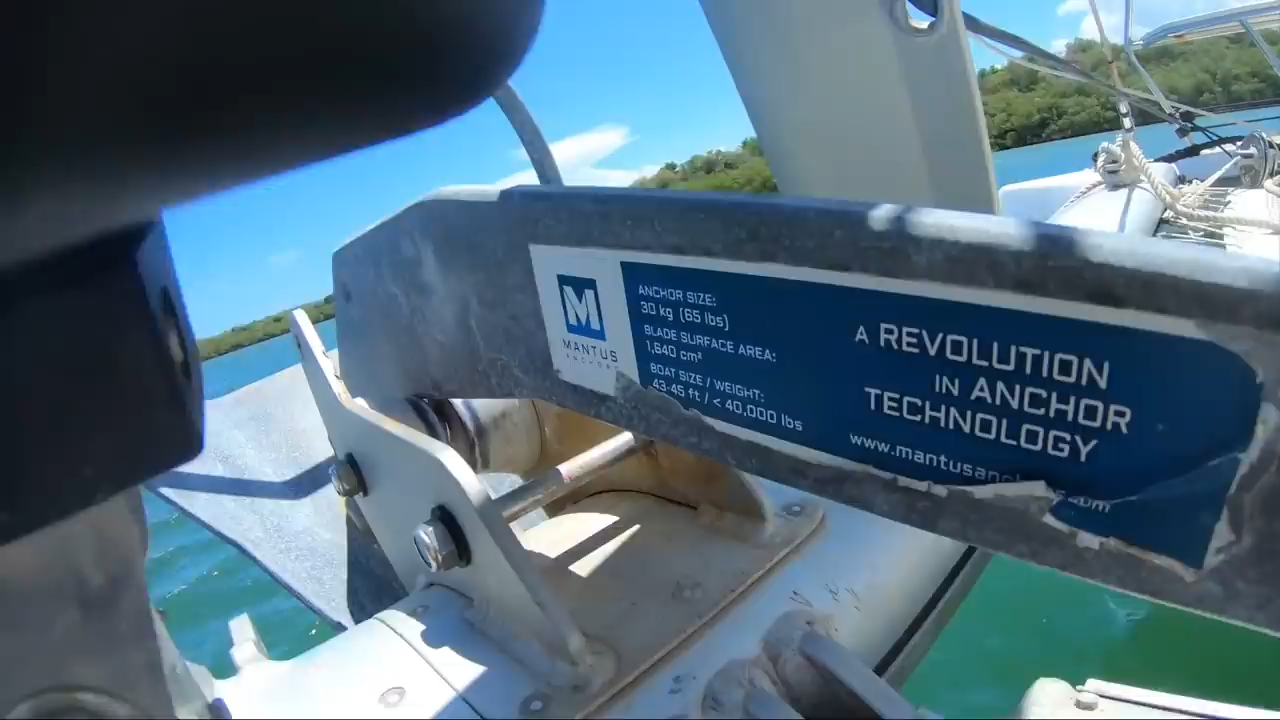 M
MANTUS
ANCHORS
ANCHOR SIZE:
30 kg (65 lbs)
BLADE SURFACE AREA:
1,640 cm²
BOAT SIZE / WEIGHT:
43-45 ft / < 40,000 lbs
A REVOLUTION
IN ANCHOR
TECHNOLOGY